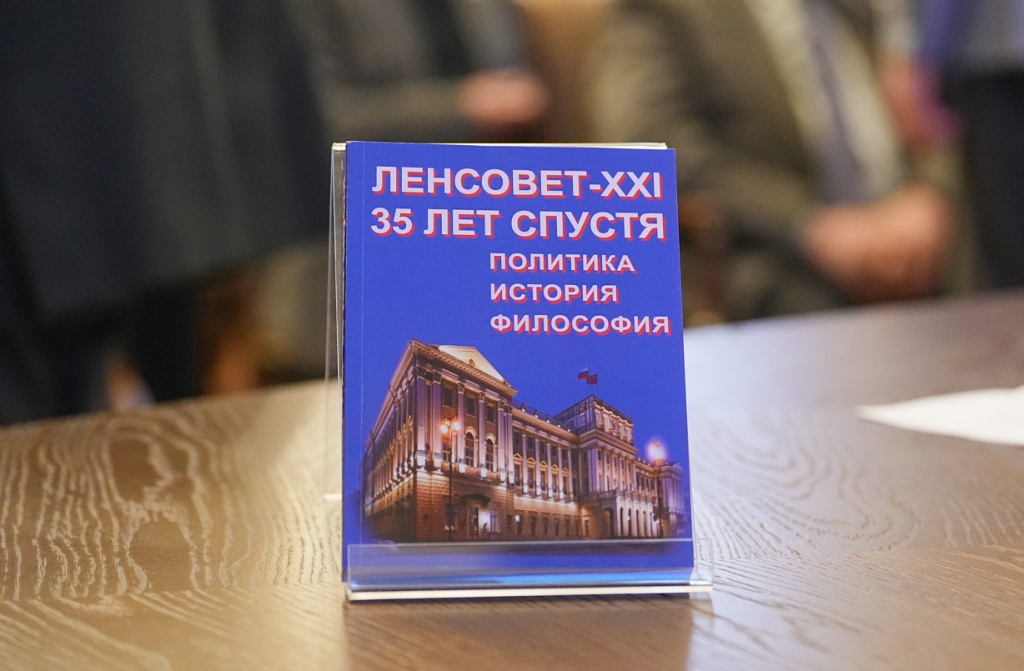 ЛЕНСОВЕТ-XXI
35 ЛЕТ СПУСТЯ
ПОЛИТИКА
ИСТОРИЯ
ФИЛОСОФИЯ